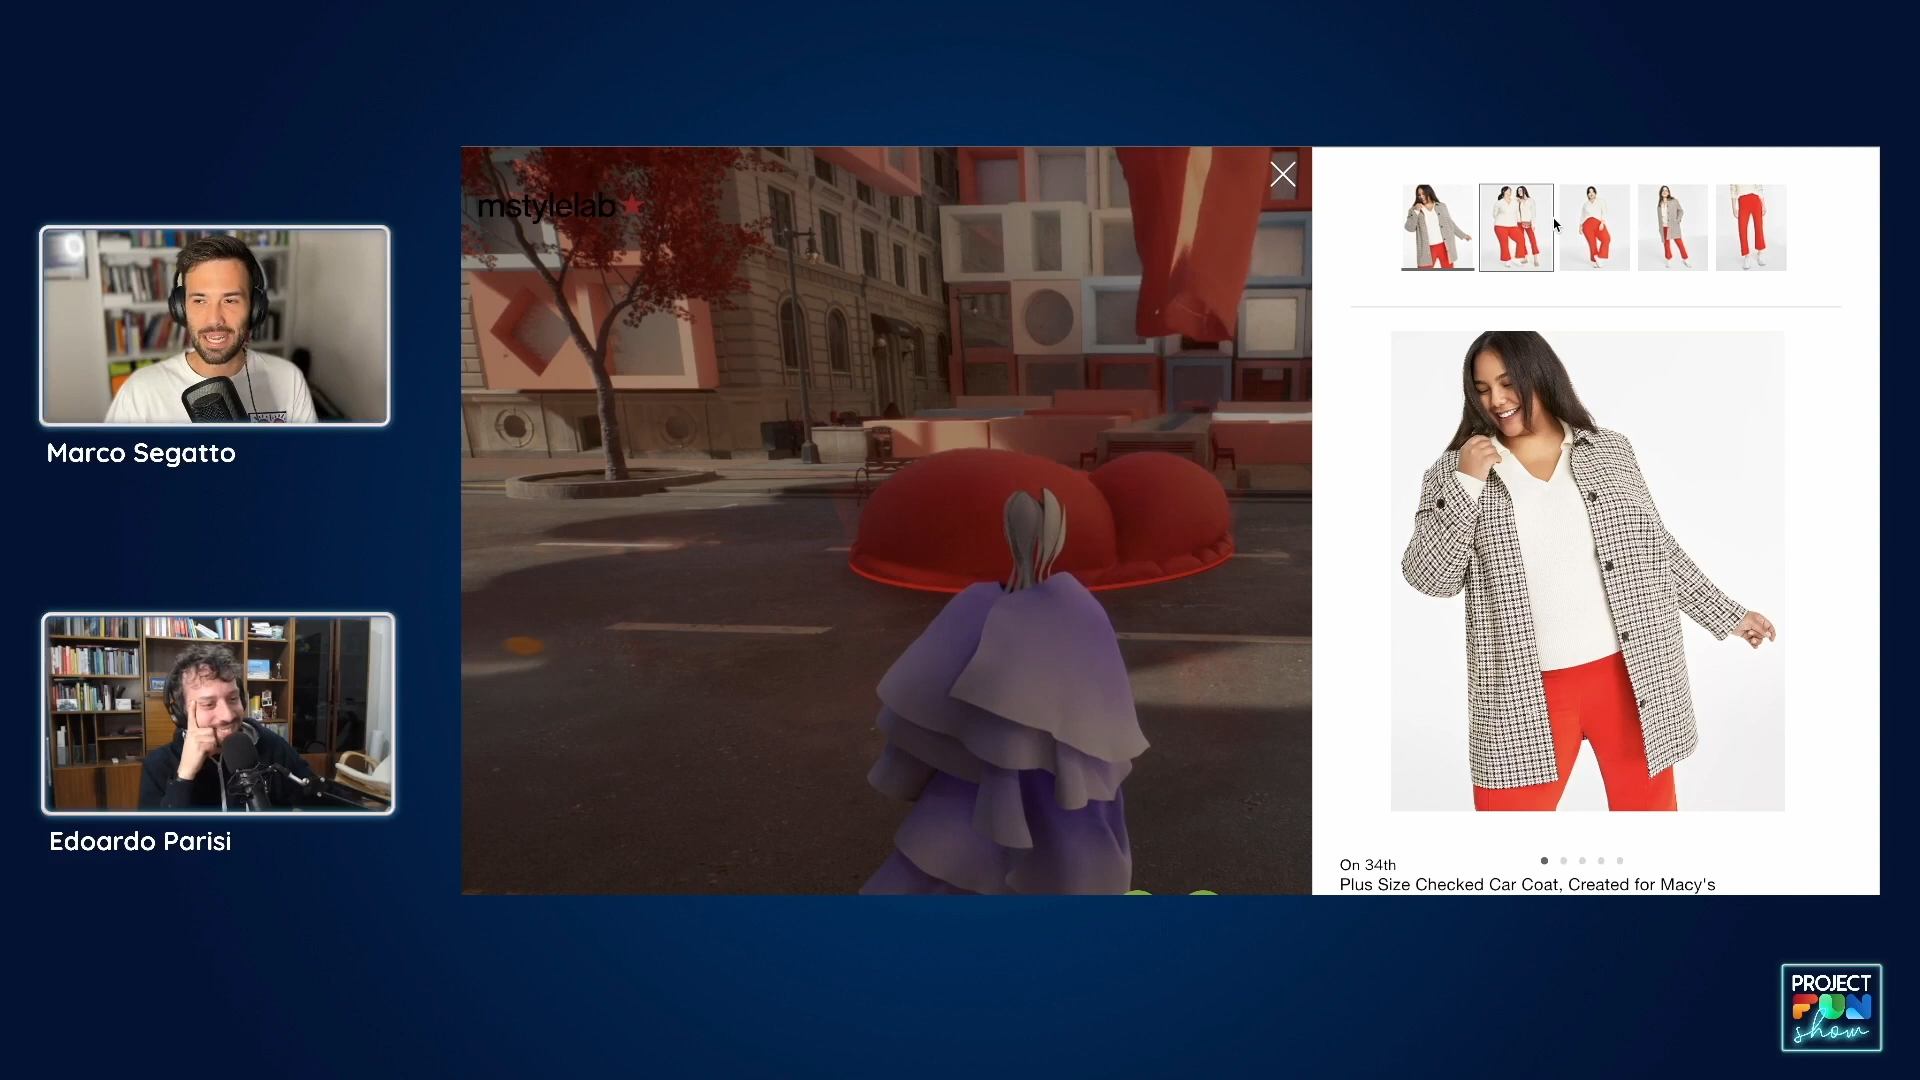 mstylelab
Marco Segatto
Edoardo Parisi
On 34th
Plus Size Checked Car Coat, Created for Macy's
PROJECT
FUN
show